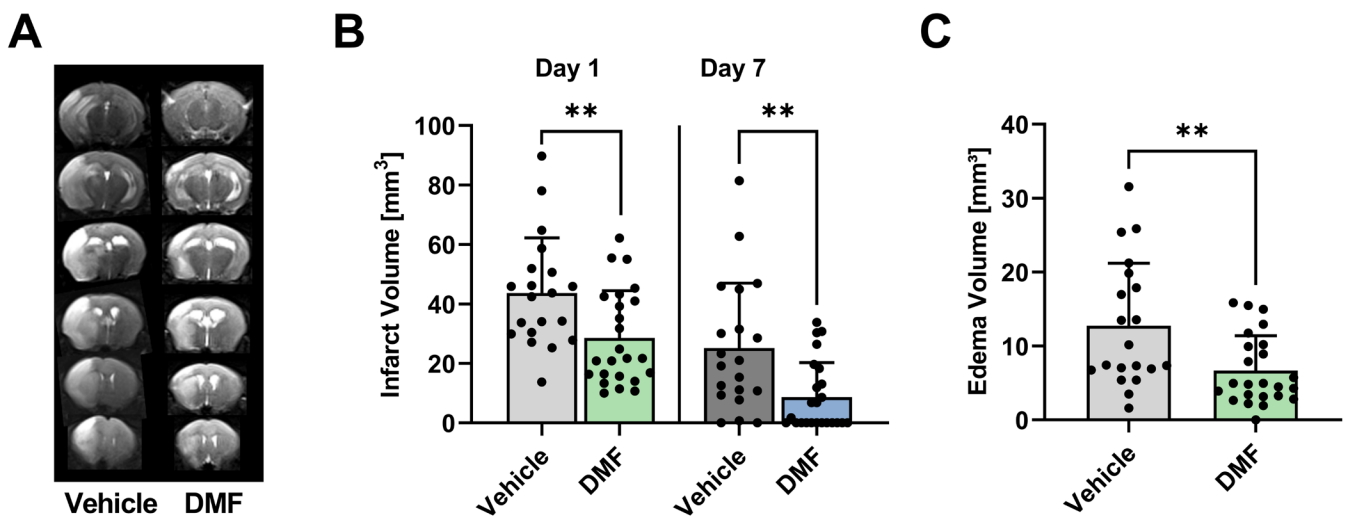 A
Vehicle DMF
B
Day 1 Day 7
** **
Infarct Volume [mm³]
100
80
60
40
20
0
Vehicle DMF Vehicle DMF
C
**
Edema Volume [mm³]
40
30
20
10
0
Vehicle DMF